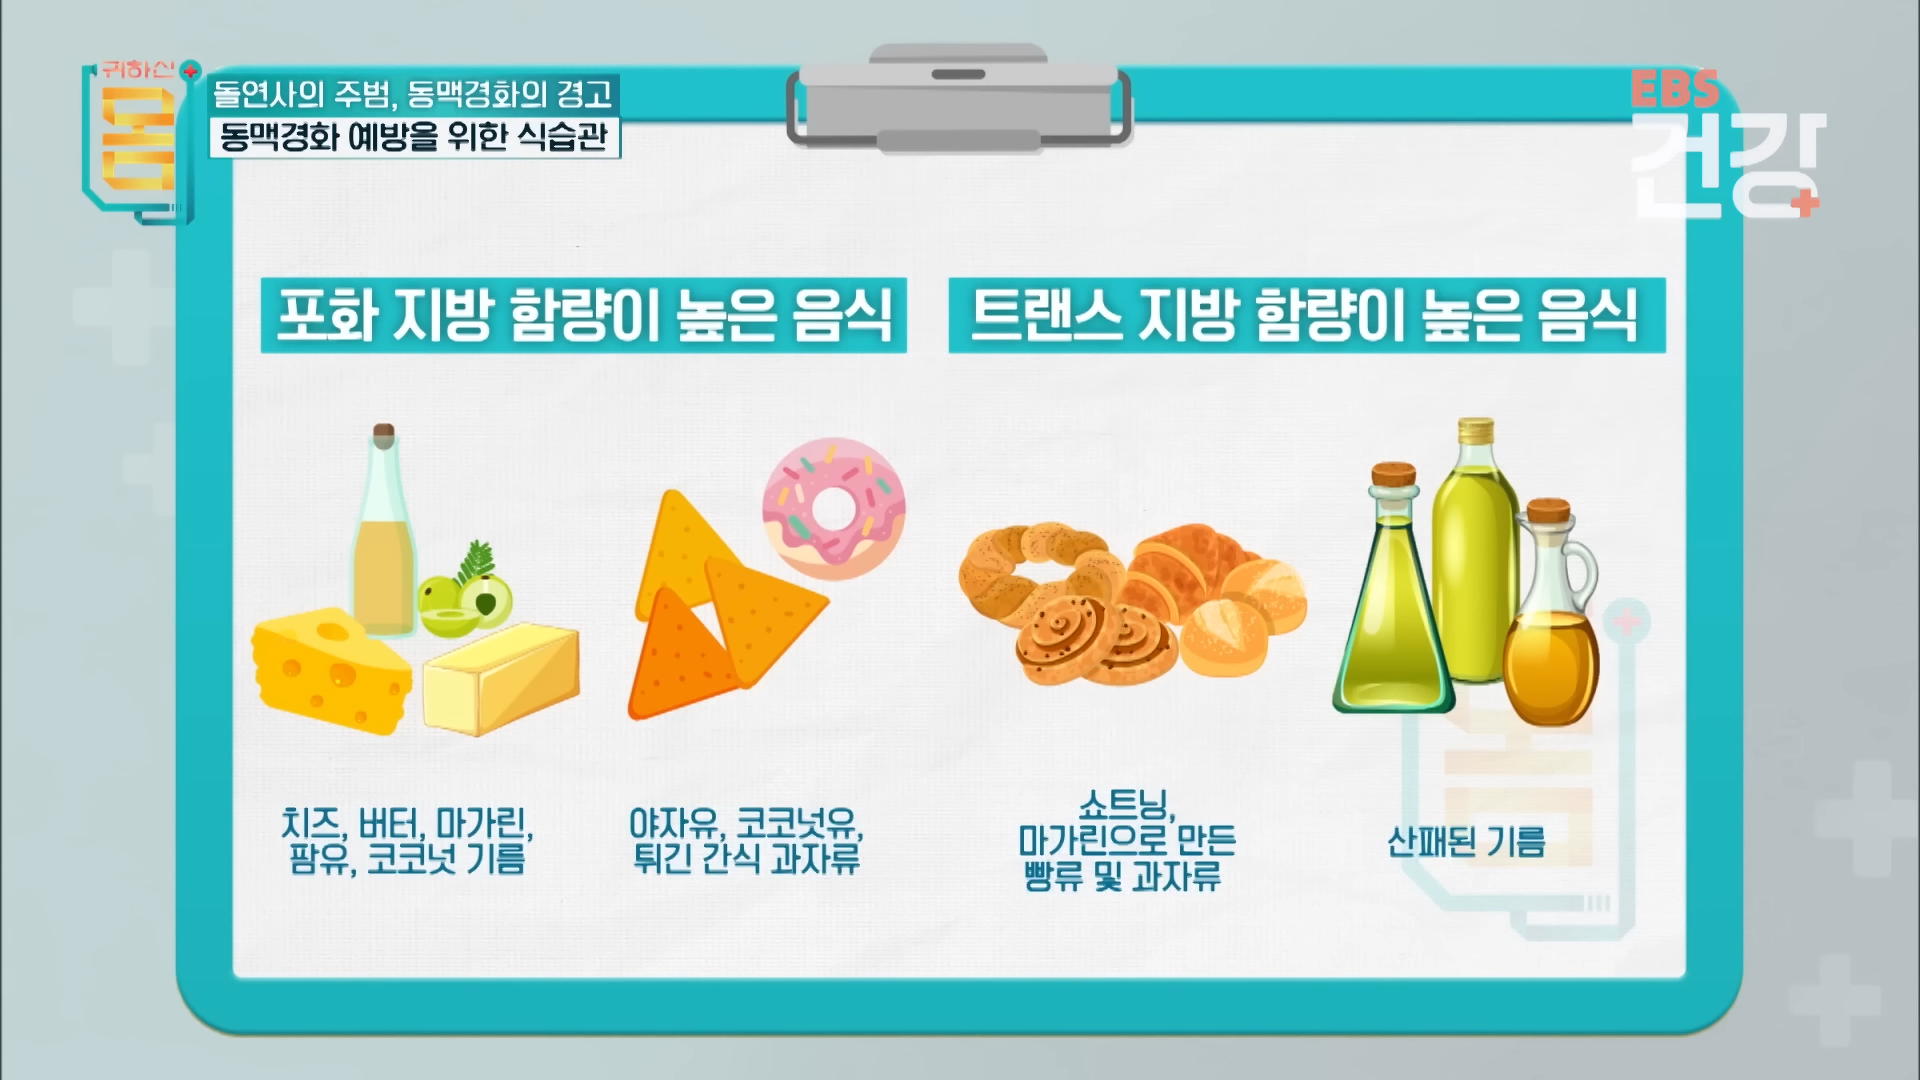 귀하신
몸
돌연사의 주범, 동맥경화의 경고
동맥경화 예방을 위한 식습관
EBS
건강
포화 지방 함량이 높은 음식
트랜스 지방 함량이 높은 음식
치즈, 버터, 마가린,
팜유, 코코넛 기름
야자유, 코코넛유,
튀긴 간식 과자류
쇼트닝,
마가린으로 만든
빵류 및 과자류
산패된 기름
몸